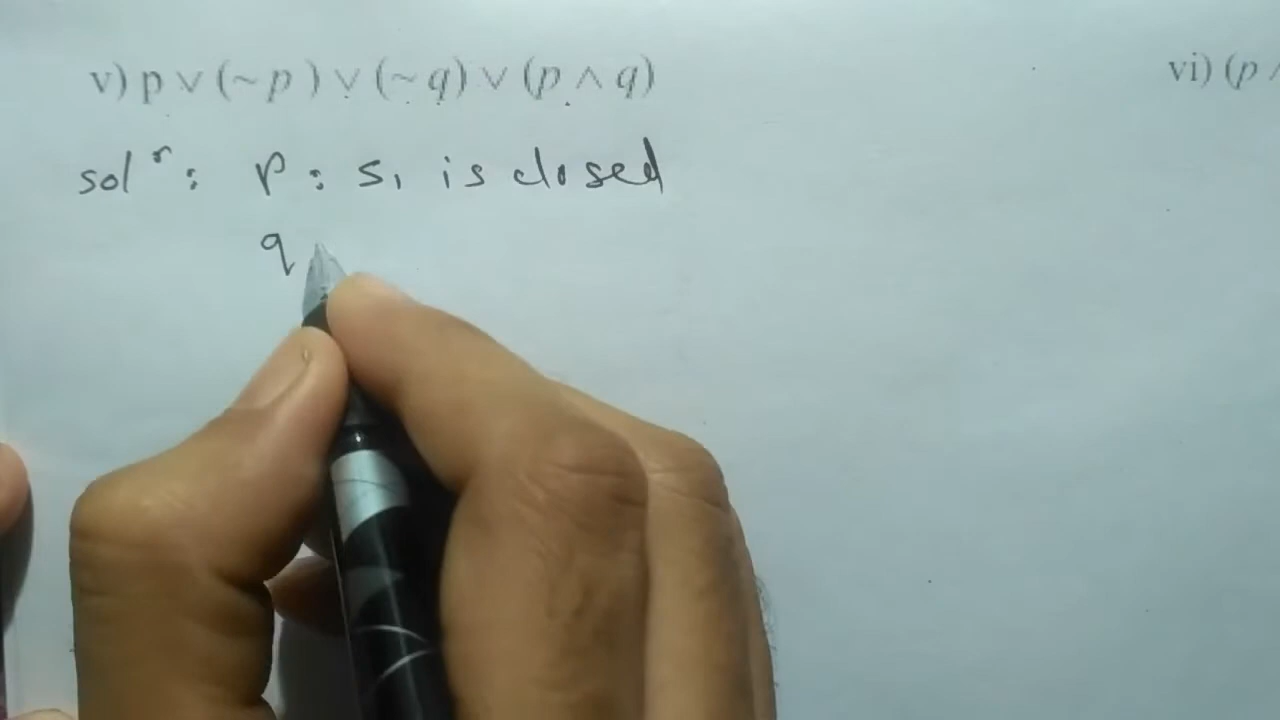 v) p ∨ (~ p ) ∨ (~ q) ∨ (p ∧ q)
vi) (p ∧
solⁿ : p : S₁ is closed
q